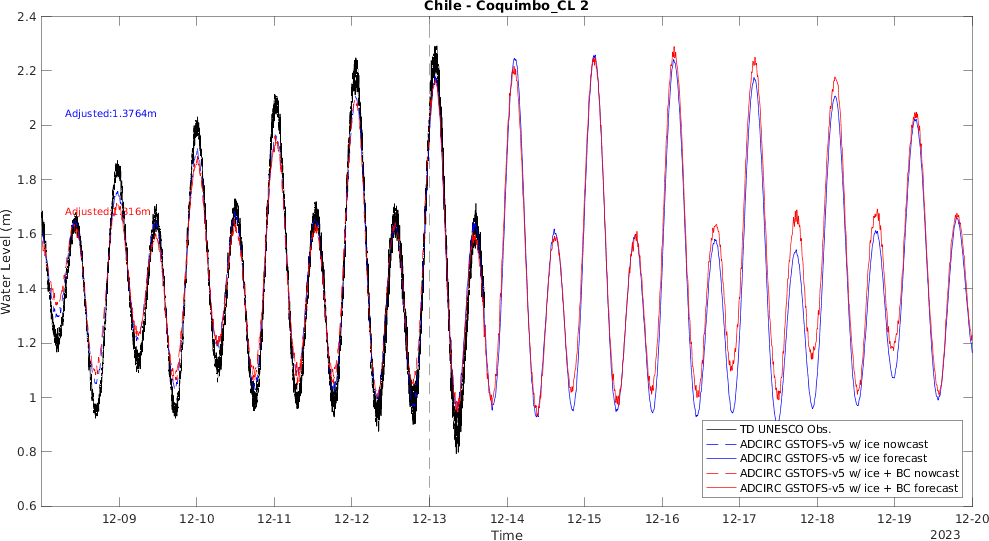 Chile - Coquimbo_CL 2
2.4
2.2
2
1.8
1.6
1.4
1.2
1
0.8
0.6
Water Level (m)
Adjusted:1.3764m
TD UNESCO Obs.
ADCIRC GSTOFS-v5 w/ ice nowcast
ADCIRC GSTOFS-v5 w/ ice forecast
ADCIRC GSTOFS-v5 w/ ice + BC nowcast
ADCIRC GSTOFS-v5 w/ ice + BC forecast
12-09 12-10 12-11 12-12 12-13 12-14 12-15 12-16 12-17 12-18 12-19 12-20
Time
2023